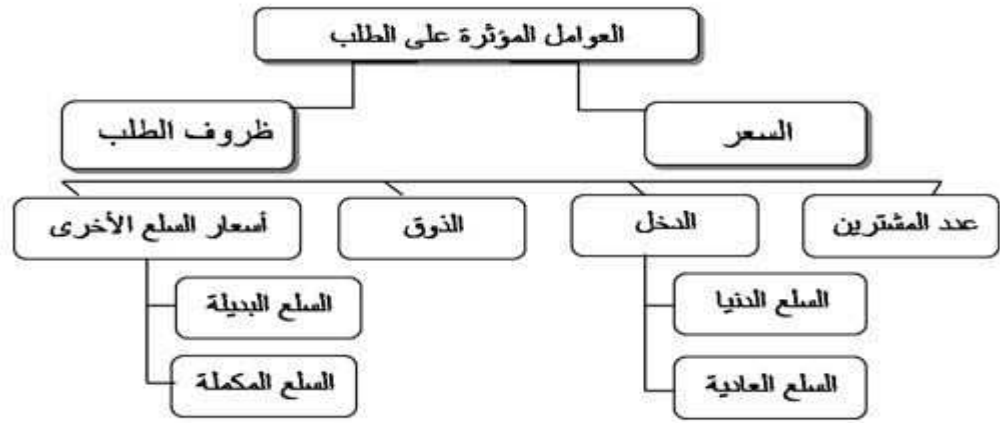 العوامل المؤثرة على الطلب
السعر
ظروف الطلب
عدد المشترين
الدخل
الذوق
أسعار السلع الأخرى
السلع الدنيا
السلع البديلة
السلع العادية
السلع المكملة